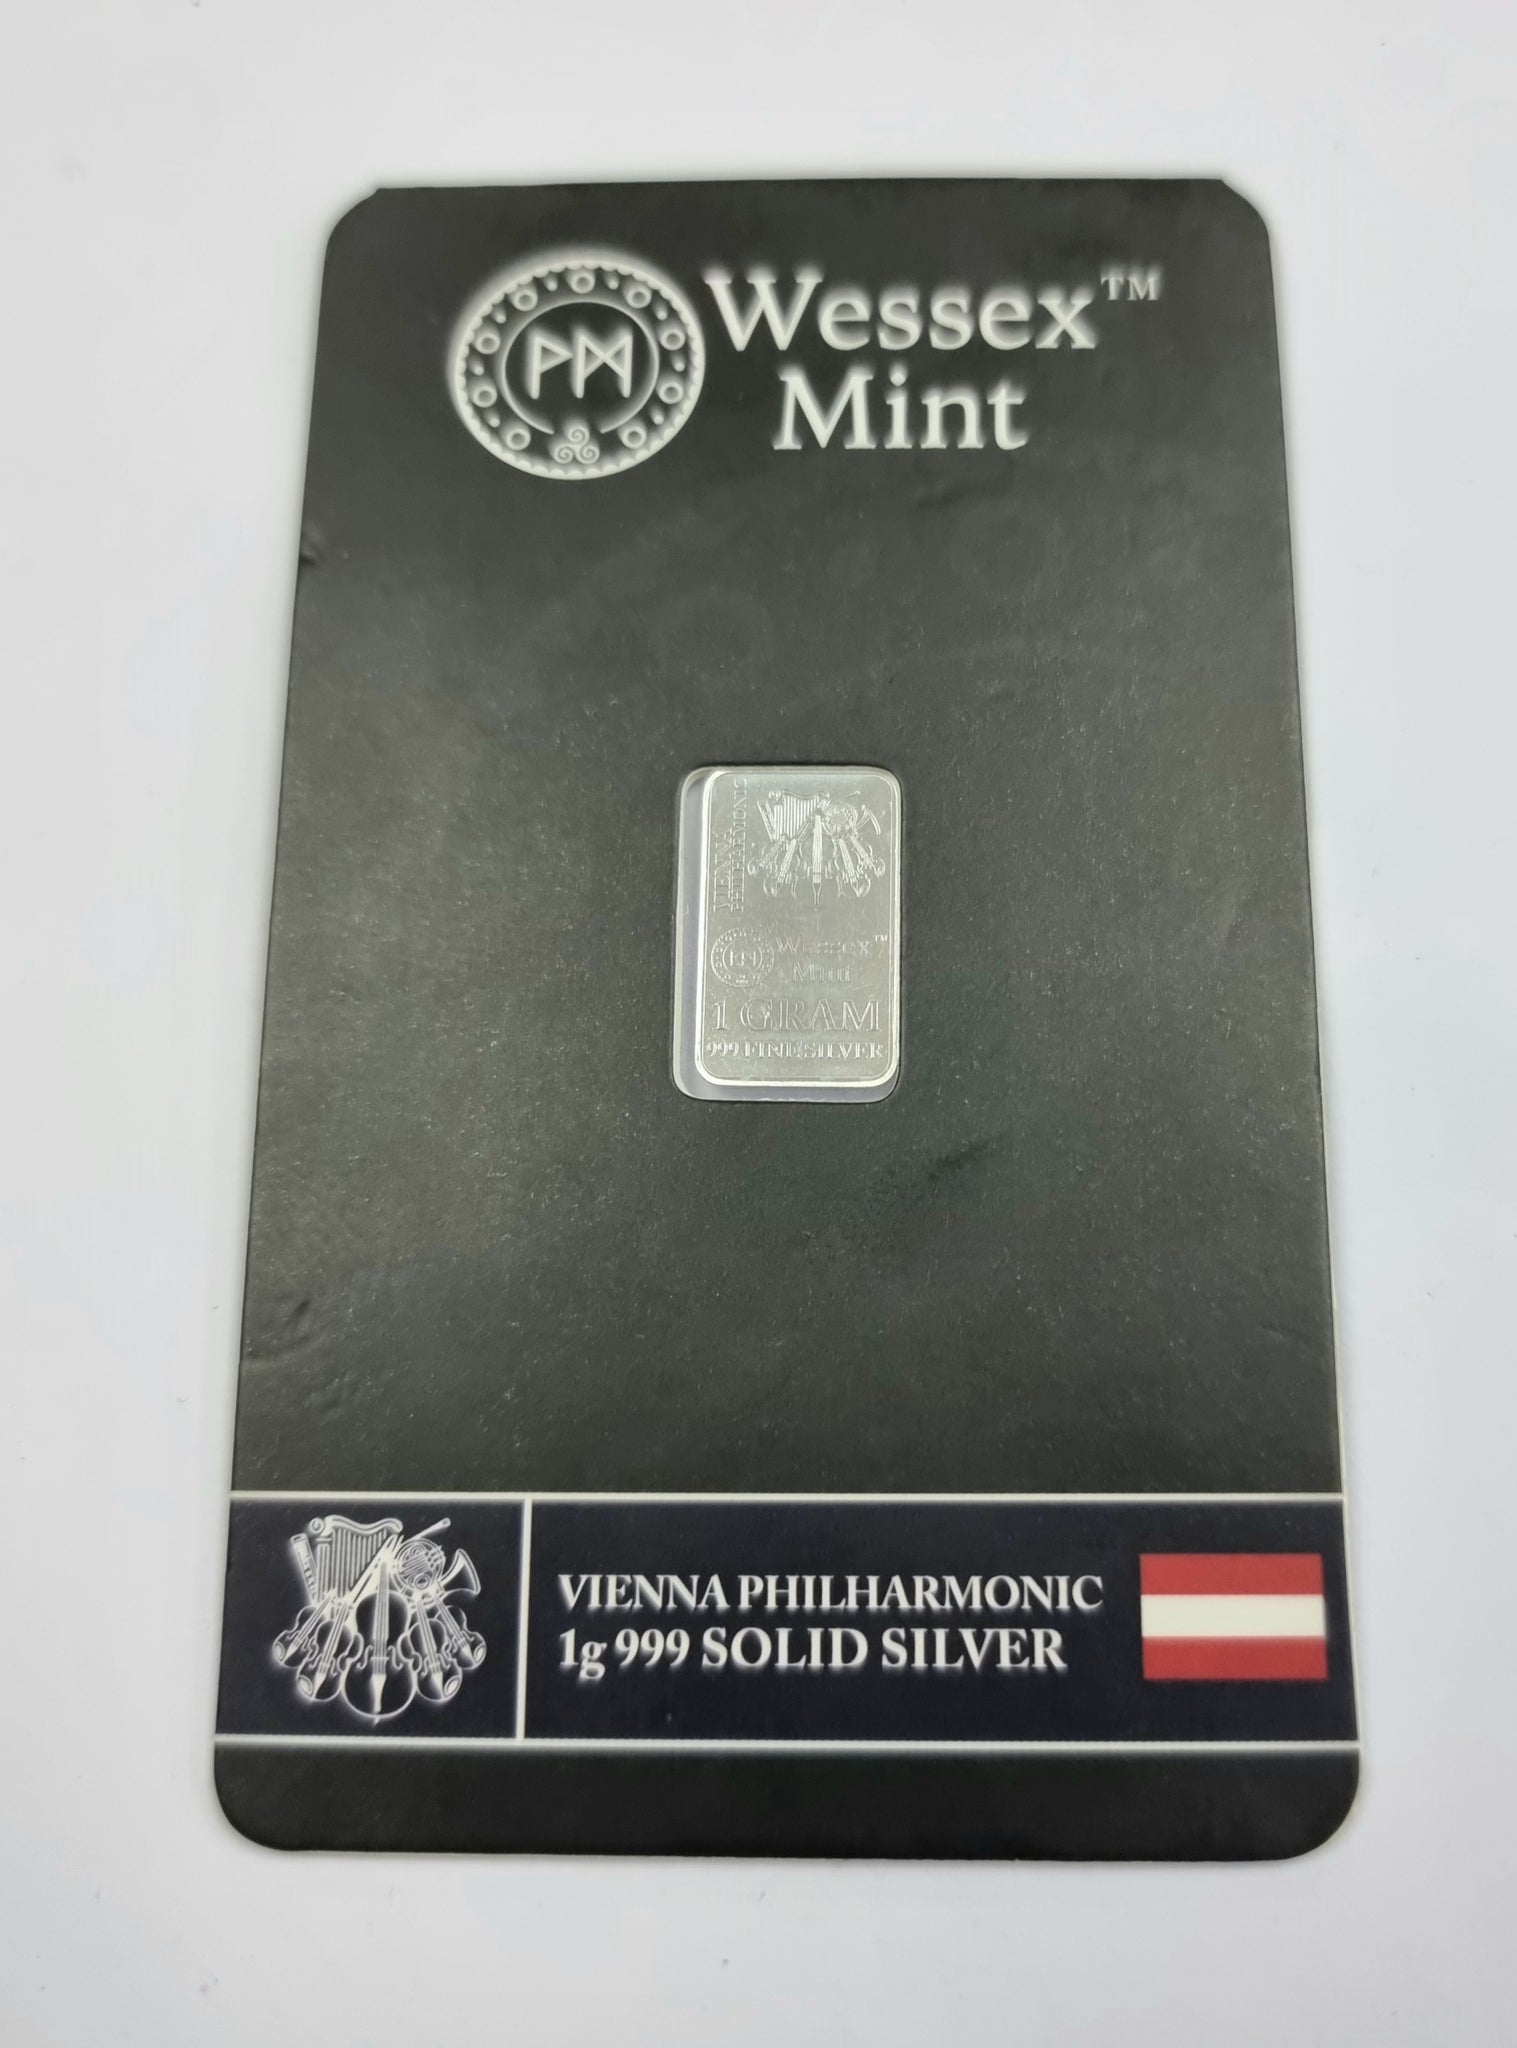 Wessex™
Mint
VIENNA
PHILHARMONIC
Wessex™
Mint
1 GRAM
999 FINE SILVER
VIENNA PHILHARMONIC
1g 999 SOLID SILVER